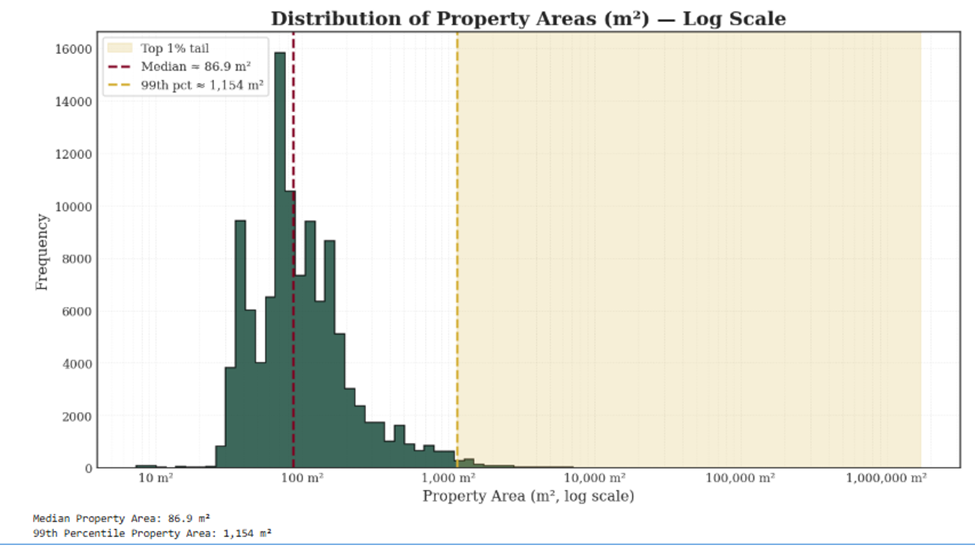 Distribution of Property Areas (m²) — Log Scale
Top 1% tail
Median ≈ 86.9 m²
99th pct ≈ 1,154 m²
16000
14000
12000
10000
8000
6000
4000
2000
0
Frequency
10 m²
100 m²
1,000 m²
10,000 m²
100,000 m²
1,000,000 m²
Property Area (m², log scale)
Median Property Area: 86.9 m²
99th Percentile Property Area: 1,154 m²